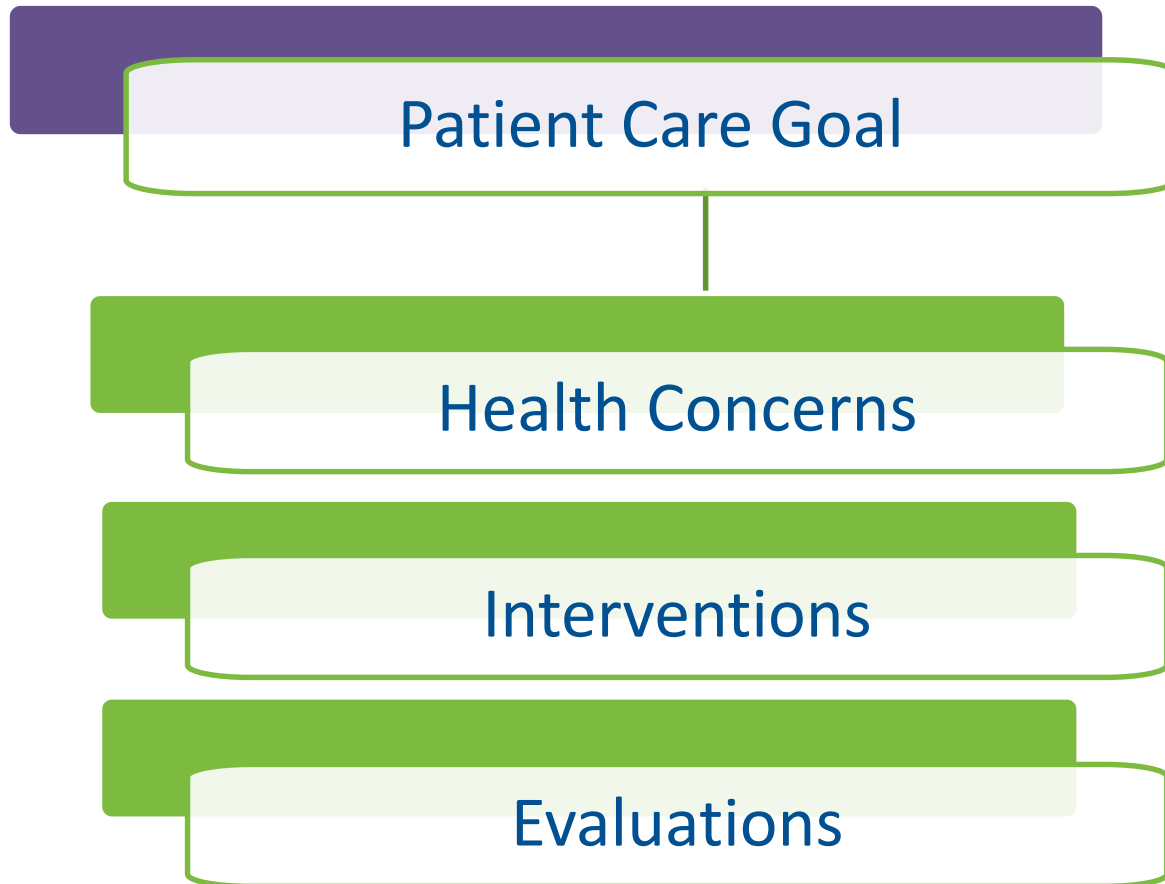 Patient Care Goal
Health Concerns
Interventions
Evaluations